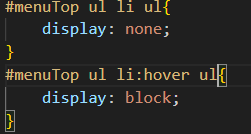 #menuTop ul li ul{
    display: none;
}
#menuTop ul li:hover ul{
    display: block;
}